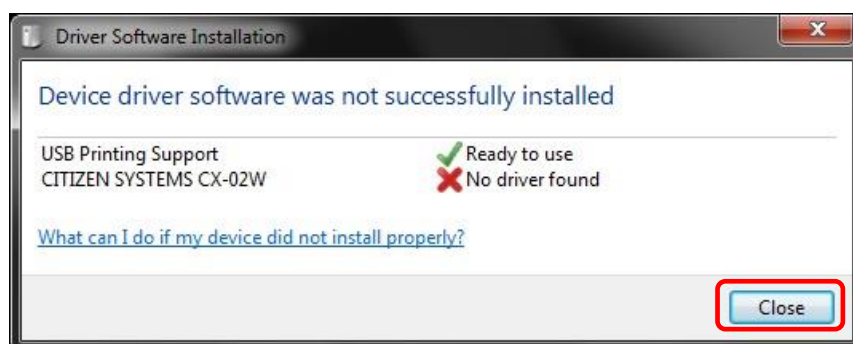 Driver Software Installation
Device driver software was not successfully installed
USB Printing Support Ready to use
CITIZEN SYSTEMS CX-02W No driver found
What can I do if my device did not install properly?
Close